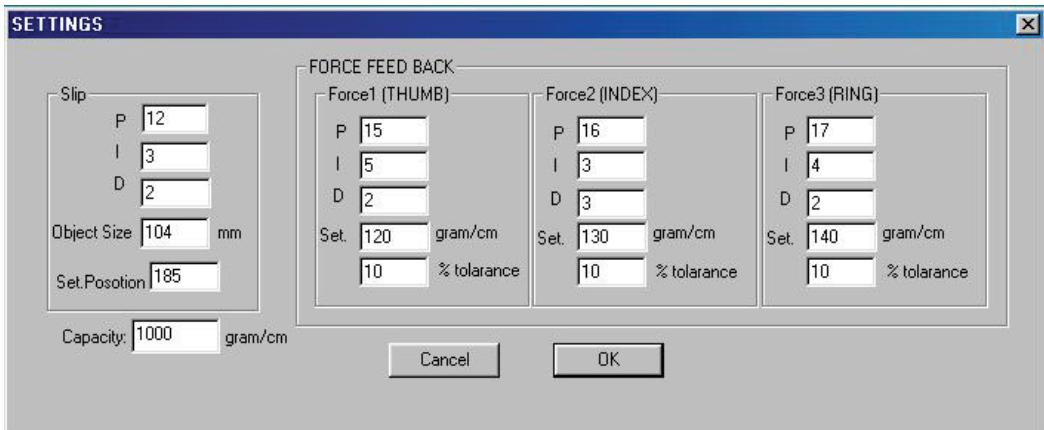 SETTINGS
FORCE FEED BACK
Slip
P 12
I 3
D 2
Object Size 104 mm
Set.Posotion 185
Capacity: 1000 gram/cm
Force1 (THUMB)
P 15
I 5
D 2
Set. 120 gram/cm
10 % tolarance
Force2 (INDEX)
P 16
I 3
D 3
Set. 130 gram/cm
10 % tolarance
Force3 (RING)
P 17
I 4
D 2
Set. 140 gram/cm
10 % tolarance
Cancel OK